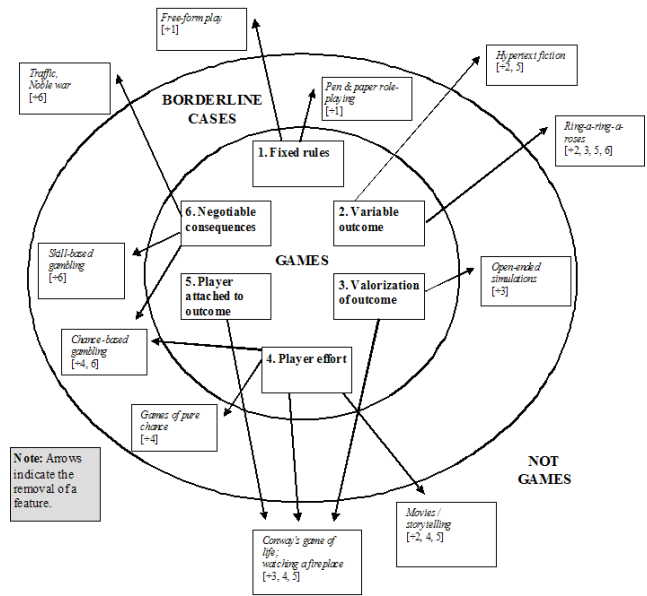 Free-form play
[÷1]
Hypertext fiction
[÷2, 5]
Traffic,
Noble war
[÷6]
BORDERLINE
CASES
Pen & paper role-
playing
[÷1]
Ring-a-ring-a-
roses
[÷2, 3, 5, 6]
1. Fixed rules
6. Negotiable
consequences
2. Variable
outcome
GAMES
Skill-based
gambling
[÷6]
5. Player
attached to
outcome
3. Valorization
of outcome
Open-ended
simulations
[÷3]
Chance-based
gambling
[÷4, 6]
4. Player effort
Games of pure
chance
[÷4]
Note: Arrows
indicate the
removal of a
feature.
NOT
GAMES
Movies /
storytelling
[÷2, 4, 5]
Conway's game of
life;
watching a fireplace
[÷3, 4, 5]